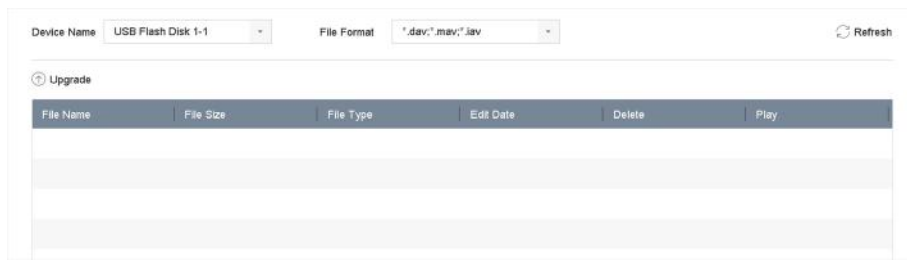 Device Name USB Flash Disk 1-1 File Format *.dav;*.mav;*.iav Refresh
Upgrade
File Name File Size File Type Edit Date Delete Play